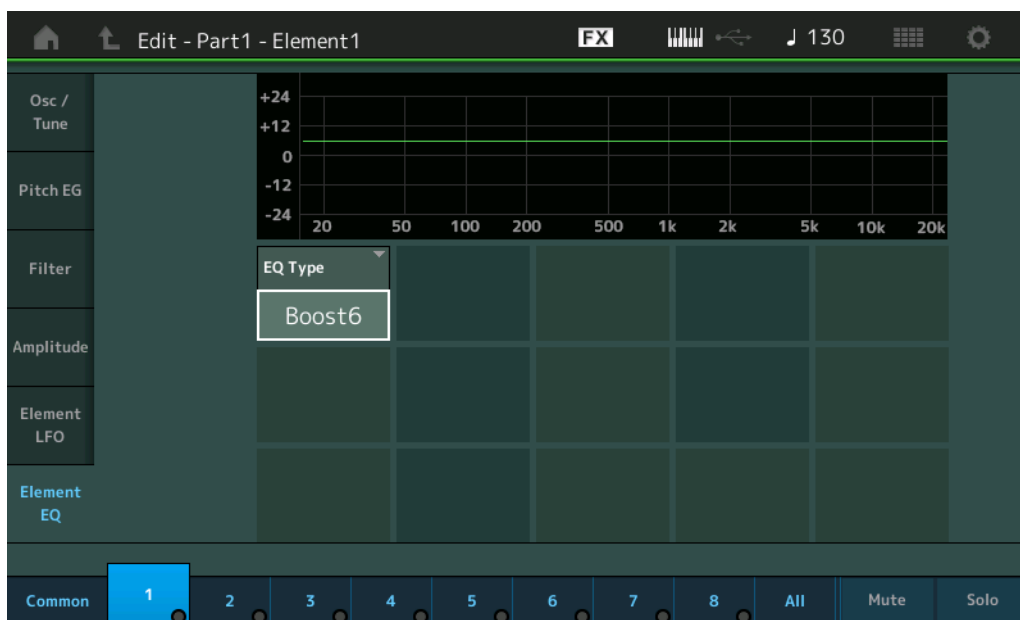 Edit - Part1 - Element1
FX
♩ 130
Osc /
Tune
Pitch EG
Filter
Amplitude
Element
LFO
Element
EQ
+24
+12
0
-12
-24
20 50 100 200 500 1k 2k 5k 10k 20k
EQ Type
Boost6
Common 1 2 3 4 5 6 7 8 All Mute Solo